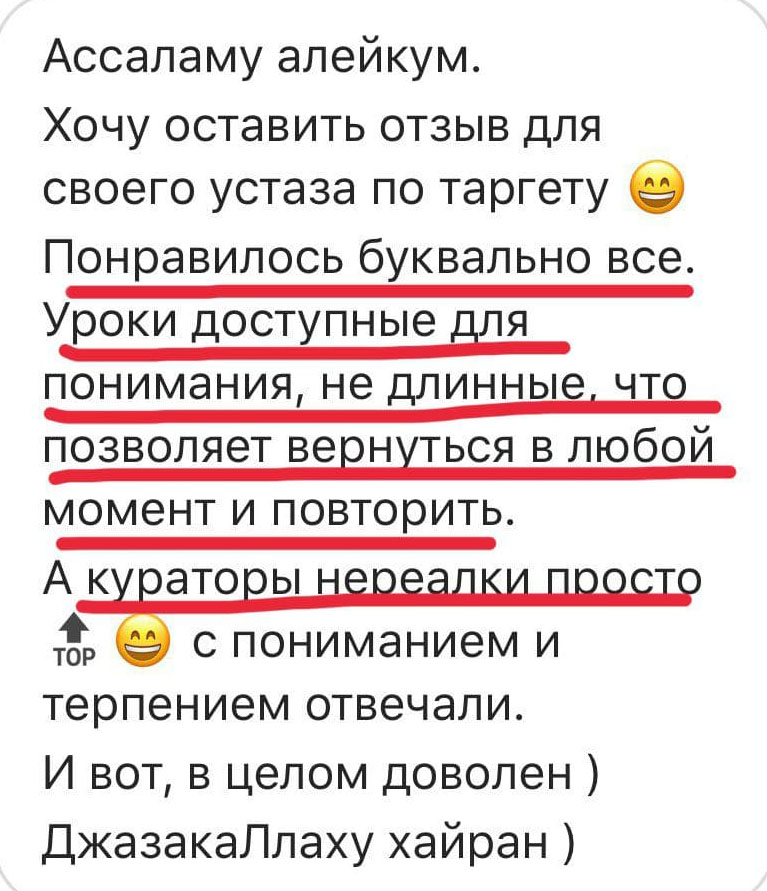 Ассаламу алейкум.
Хочу оставить отзыв для
своего устаза по таргету 😄
Понравилось буквально все.
Уроки доступные для
понимания, не длинные, что
позволяет вернуться в любой
момент и повторить.
А кураторы нереалки просто
🔝 😄 с пониманием и
терпением отвечали.
И вот, в целом доволен )
ДжазакаЛлаху хайран )